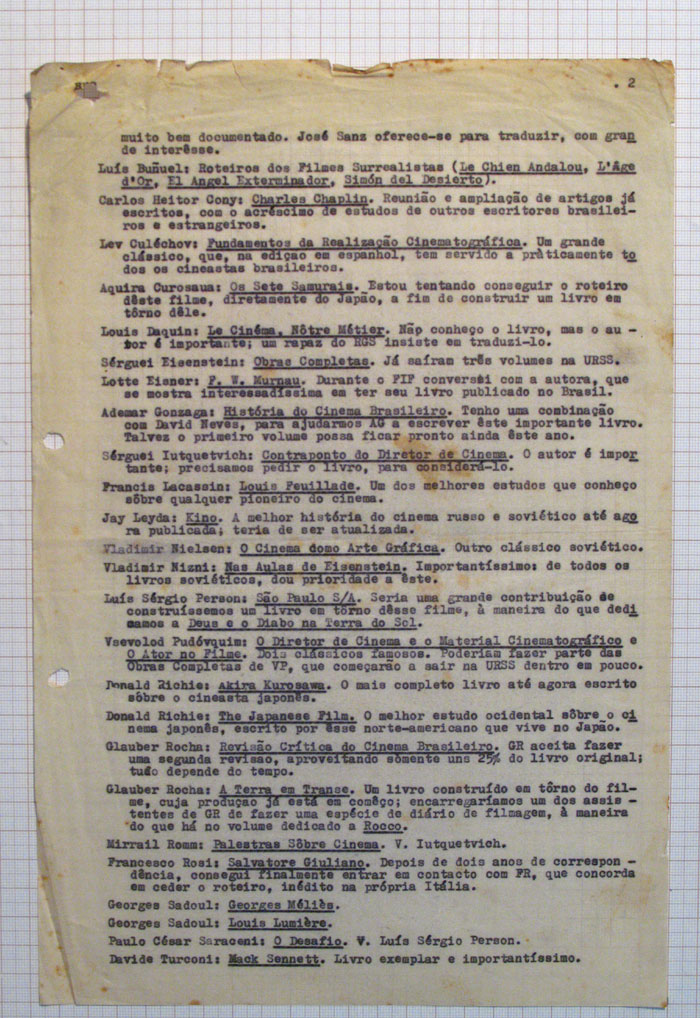 . 2
muito bem documentado. José Sanz oferece-se para traduzir, com gran
de interêsse.
Luís Buñuel: Roteiros dos Filmes Surrealistas (Le Chien Andalou, L'Âge
d'Or, El Angel Exterminador, Simón del Desierto).
Carlos Heitor Cony: Charles Chaplin. Reunião e ampliação de artigos já
escritos, com o acréscimo de estudos de outros escritores brasilei-
ros e estrangeiros.
Lev Culéchov: Fundamentos da Realização Cinematográfica. Um grande
clássico, que, na ediçao em espanhol, tem servido a pràticamente to
dos os cineastas brasileiros.
Aquira Curosaua: Os Sete Samurais. Estou tentando conseguir o roteiro
dêste filme, diretamente do Japão, a fim de construir um livro em
tôrno dêle.
Louis Daquin: Le Cinéma, Nôtre Métier. Não conheço o livro, mas o au -
tor é importante; um rapaz do RGS insiste em traduzi-lo.
Sérguei Eisenstein: Obras Completas. Já saíram três volumes na URSS.
Lotte Eisner: F. W. Murnau. Durante o FIF conversei com a autora, que
se mostra interessadíssima em ter seu livro publicado no Brasil.
Ademar Gonzaga: História do Cinema Brasileiro. Tenho uma combinação
com David Neves, para ajudarmos AG a escrever êste importante livro.
Talvez o primeiro volume possa ficar pronto ainda êste ano.
Sérguei Iutquetvich: Contraponto do Diretor de Cinema. O autor é impor
tante; precisamos pedir o livro, para considerá-lo.
Francis Lacassin: Louis Feuillade. Um dos melhores estudos que conheço
sôbre qualquer pioneiro do cinema.
Jay Leyda: Kino. A melhor história do cinema russo e soviético até ago
ra publicada; teria de ser atualizada.
Vladimir Nielsen: O Cinema domo Arte Gráfica. Outro clássico soviético.
Vladimir Nizni: Nas Aulas de Eisenstein. Importantíssimo: de todos os
livros soviéticos, dou prioridade a êste.
Luís Sérgio Person: São Paulo S/A. Seria uma grande contribuição se
construíssemos um livro em tôrno dêsse filme, à maneira do que dedi
camos a Deus e o Diabo na Terra do Sol.
Vsevolod Pudóvquim: O Diretor de Cinema e o Material Cinematográfico e
O Ator no Filme. Dois clássicos famosos. Poderiam fazer parte das
Obras Completas de VP, que começarão a sair na URSS dentro em pouco.
Donald Richie: Akira Kurosawa. O mais completo livro até agora escrito
sôbre o cineasta japonês.
Donald Richie: The Japanese Film. O melhor estudo ocidental sôbre o ci
nema japonês, escrito por êsse norte-americano que vive no Japão.
Glauber Rocha: Revisão Crítica do Cinema Brasileiro. GR aceita fazer
uma segunda revisão, aproveitando sòmente uns 25% do livro original;
tudo depende do tempo.
Glauber Rocha: A Terra em Transe. Um livro construído em tôrno do fil-
me, cuja produçao já está em comêço; encarregaríamos um dos assis -
tentes de GR de fazer uma espécie de diário de filmagem, à maneira
do que há no volume dedicado a Rocco.
Mirrail Romm: Palestras Sôbre Cinema. V. Iutquetvich.
Francesco Rosi: Salvatore Giuliano. Depois de dois anos de correspon -
dência, consegui finalmente entrar em contacto com FR, que concorda
em ceder o roteiro, inédito na própria Itália.
Georges Sadoul: Georges Méliès.
Georges Sadoul: Louis Lumière.
Paulo César Saraceni: O Desafio. V. Luís Sérgio Person.
Davide Turconi: Mack Sennett. Livro exemplar e importantíssimo.